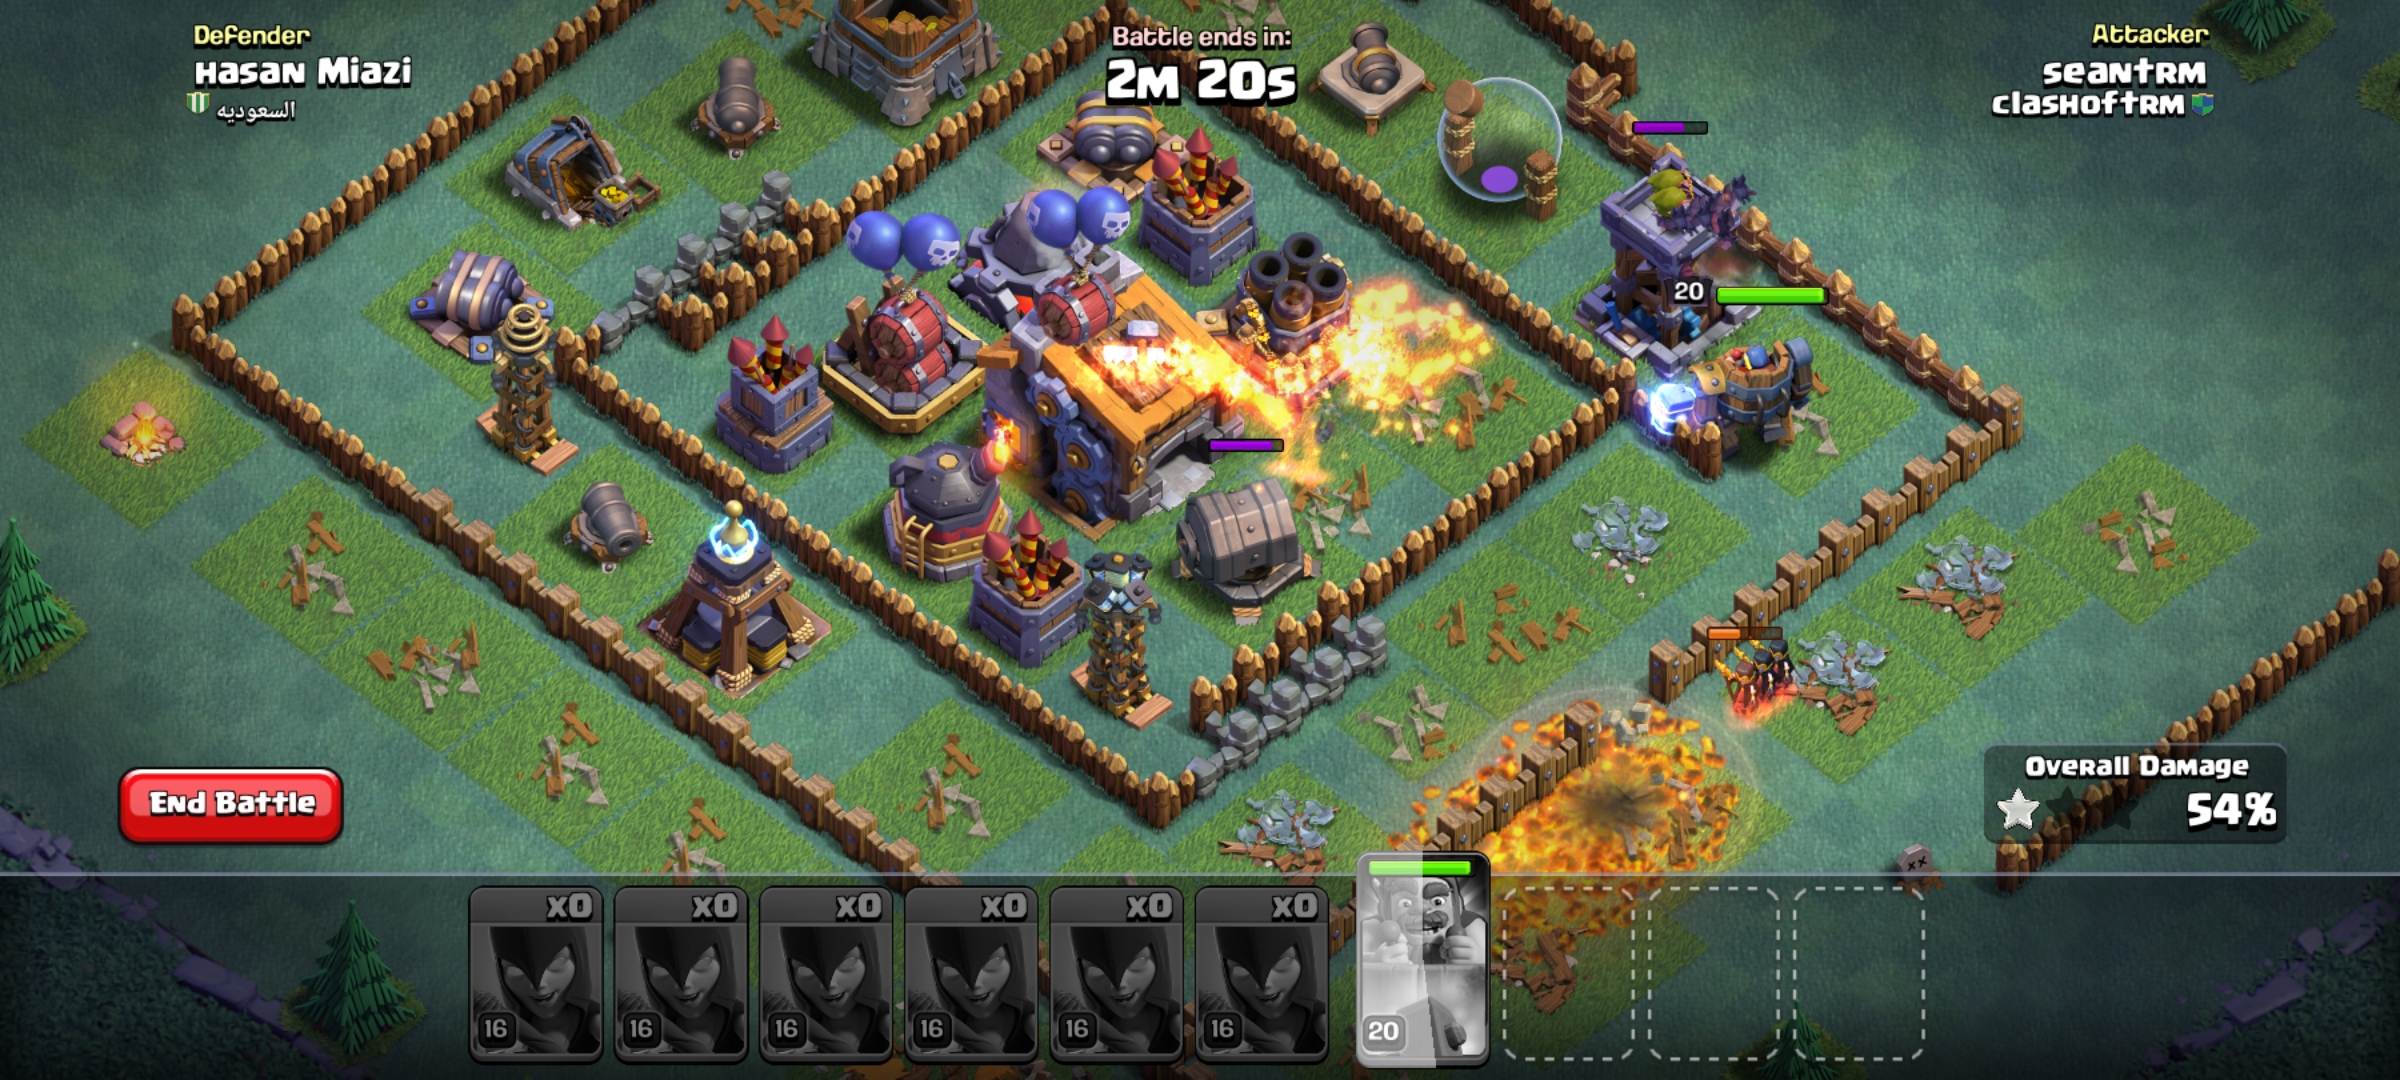 Defender
Hasan Miazi
السعوديه
Battle ends in:
2M 20s
Attacker
seantRM
clashoftRM
20
End Battle
Overall Damage
54%
x0
x0
x0
x0
x0
x0
16
16
16
16
16
16
20